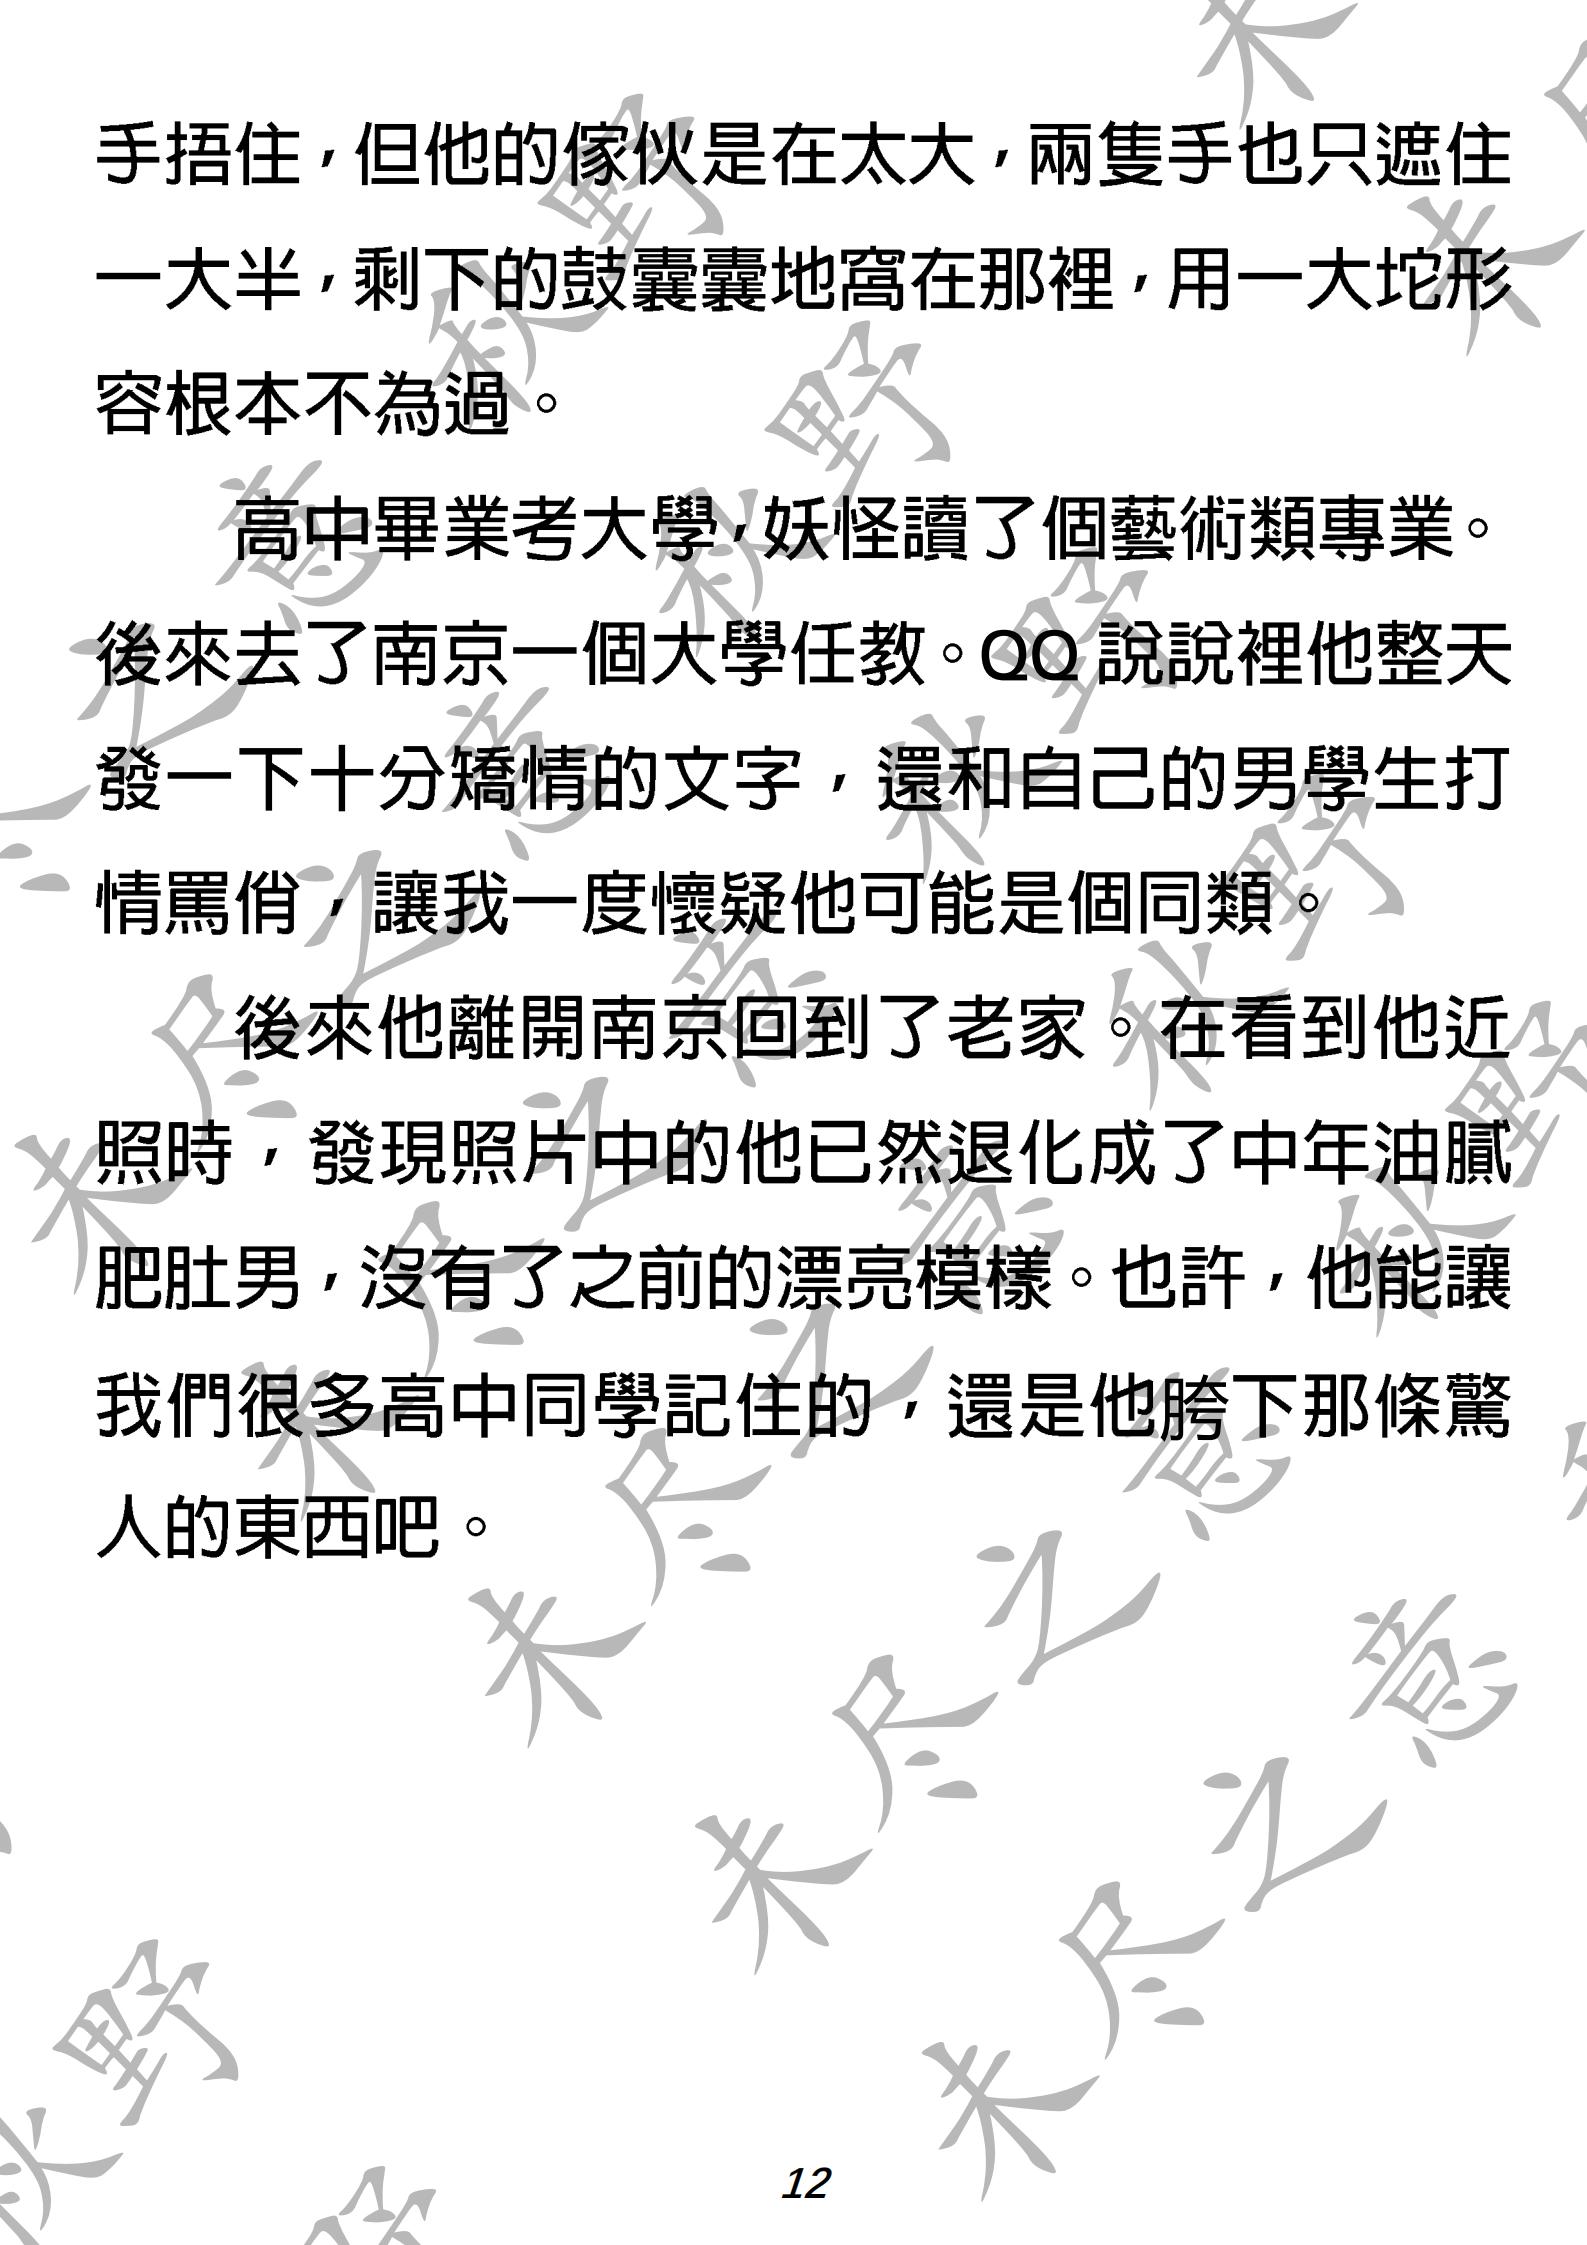 手捂住，但他的傢伙是在太大，兩隻手也只遮住
一大半，剩下的鼓囊囊地窩在那裡，用一大坨形
容根本不為過。
高中畢業考大學，妖怪讀了個藝術類專業。
後來去了南京一個大學任教。QQ 說說裡他整天
發一下十分矯情的文字，還和自己的男學生打
情罵俏，讓我一度懷疑他可能是個同類。
後來他離開南京回到了老家。在看到他近
照時，發現照片中的他已然退化成了中年油膩
肥肚男，沒有了之前的漂亮模樣。也許，他能讓
我們很多高中同學記住的，還是他胯下那條驚
人的東西吧。
未尽之意 秋野
12